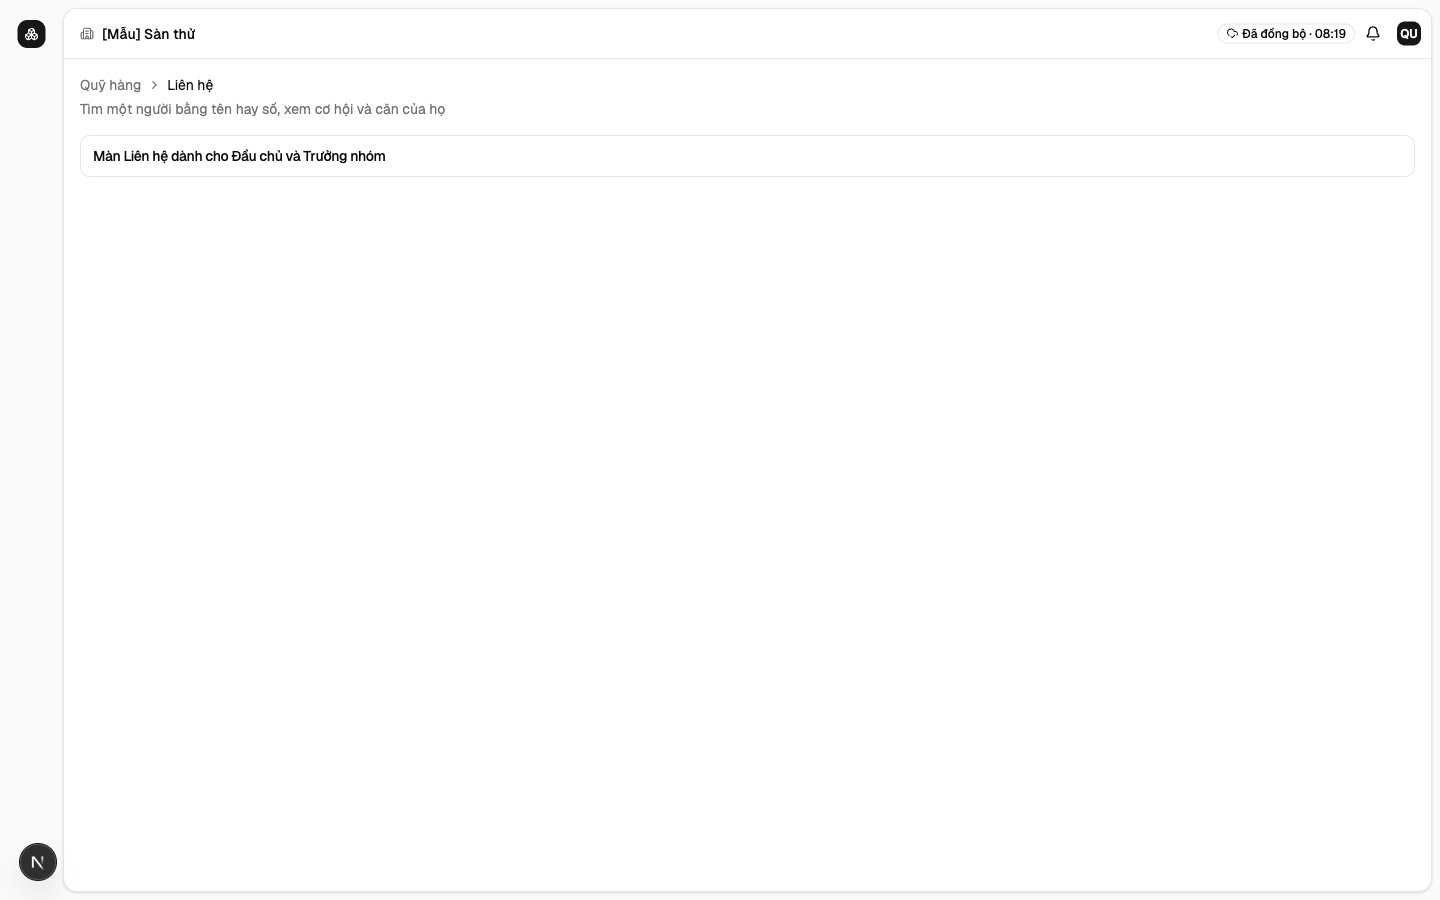 [Mẫu] Sàn thử
Đã đồng bộ · 08:19
QU
Quỹ hàng > Liên hệ
Tìm một người bằng tên hay số, xem cơ hội và căn của họ
Màn Liên hệ dành cho Đầu chủ và Trưởng nhóm
N